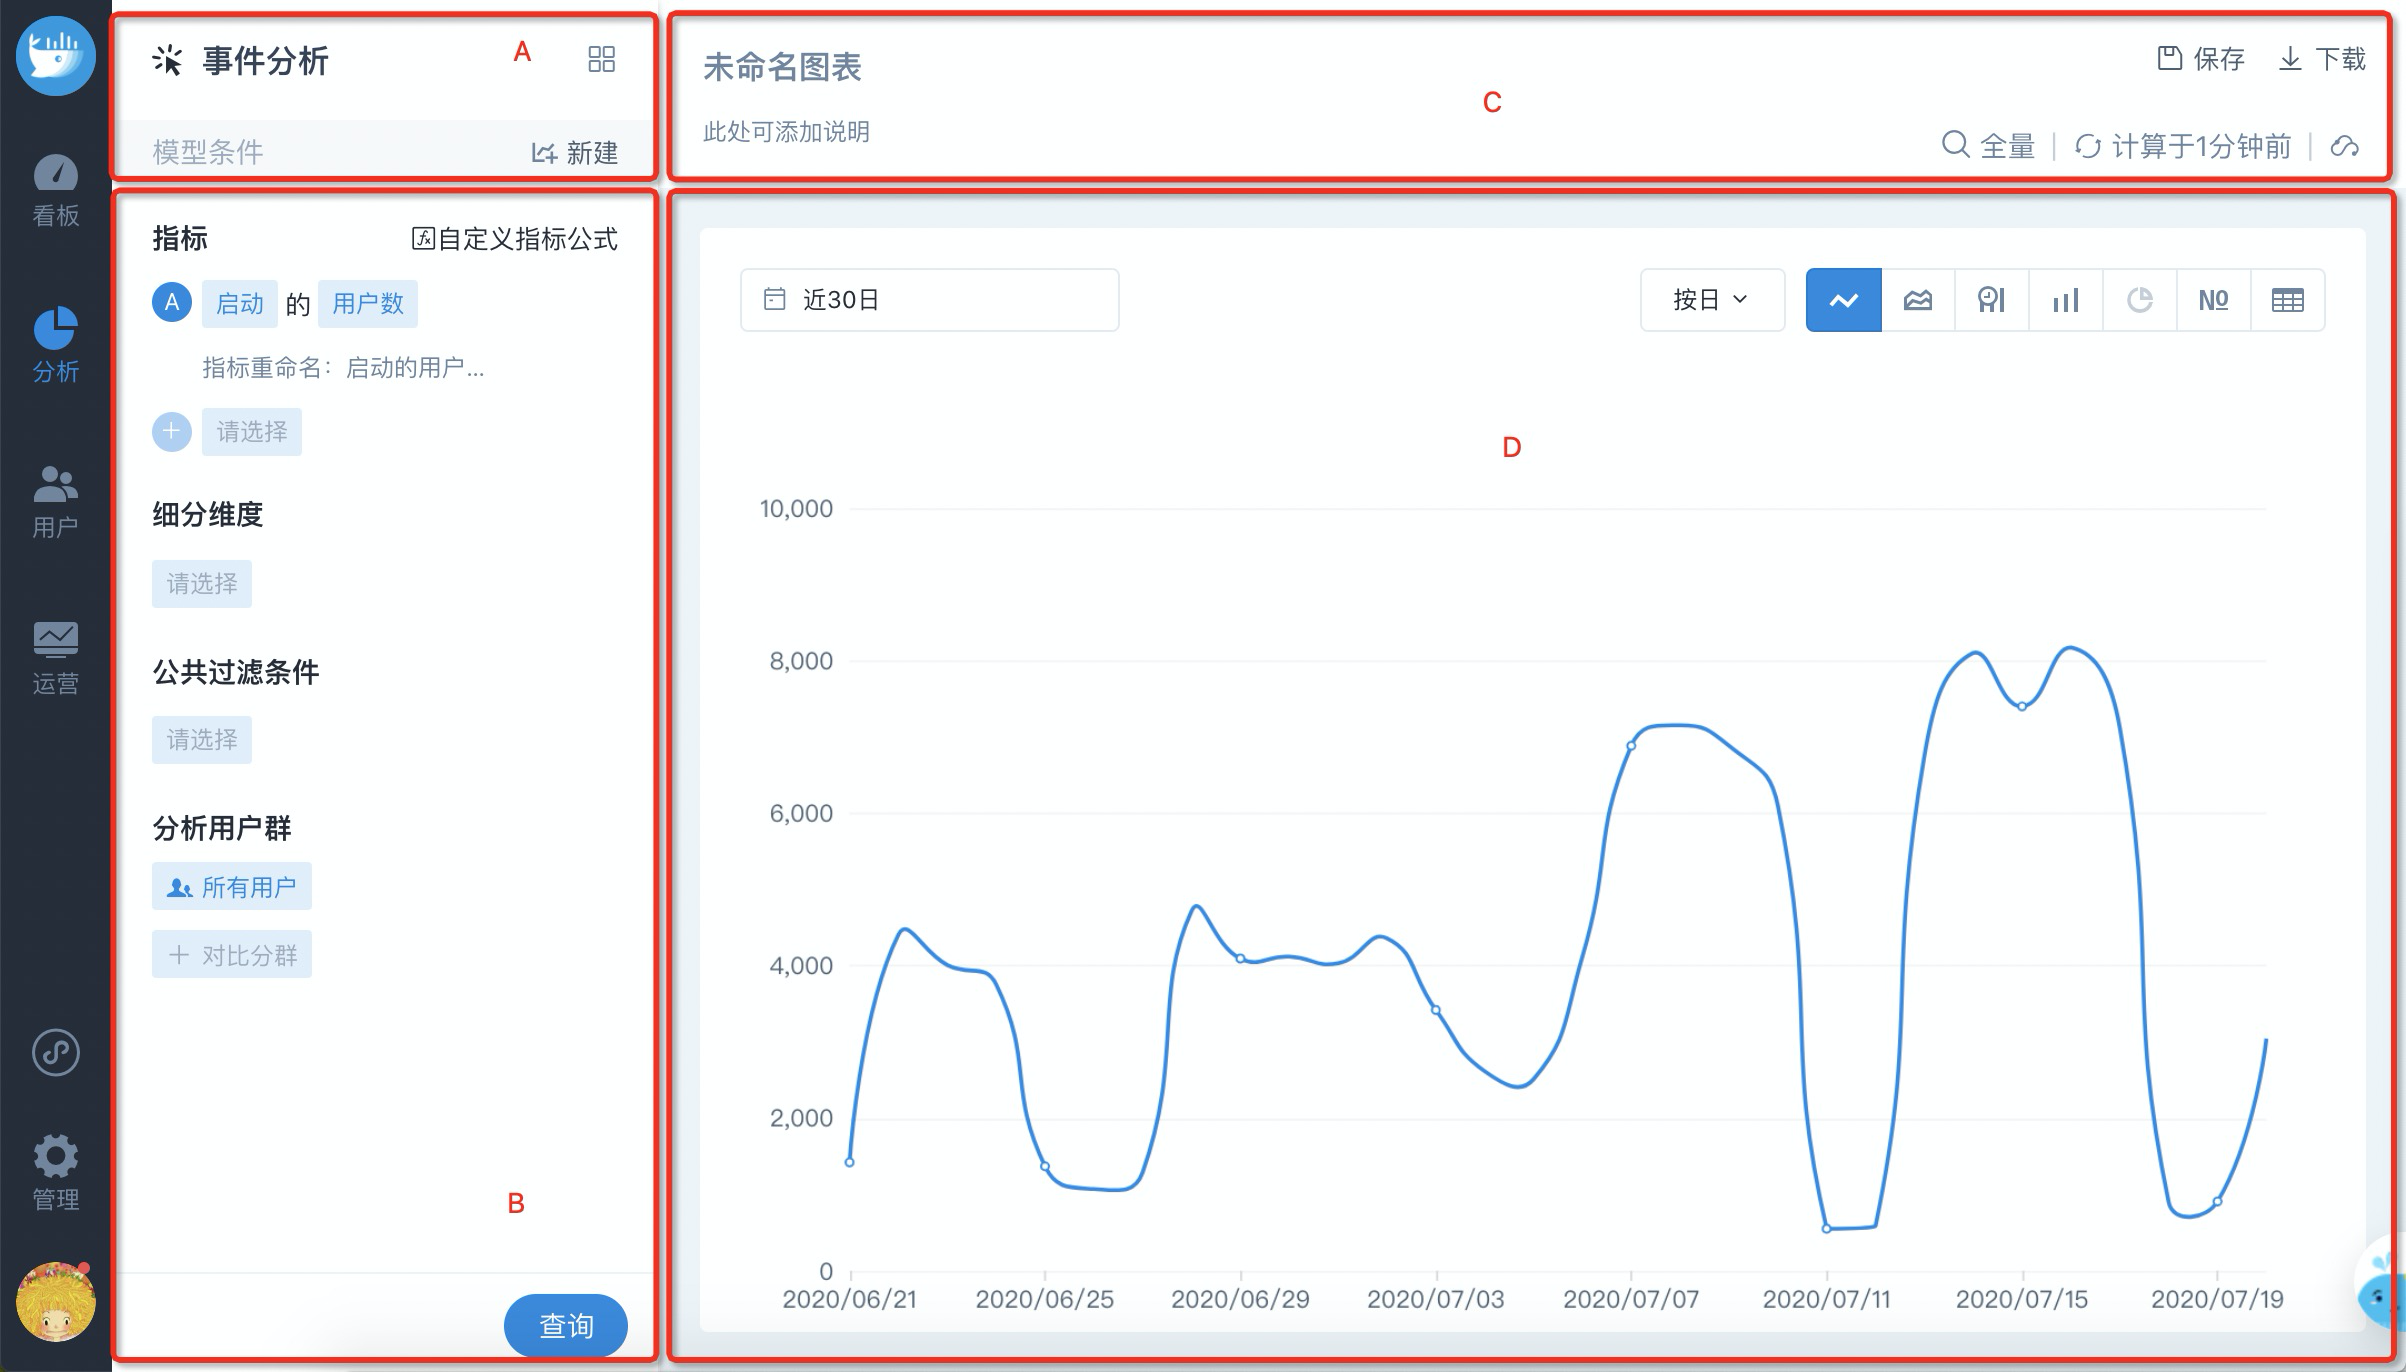 看板
分析
用户
运营
管理
事件分析
A
模型条件
新建
指标
自定义指标公式
A 启动 的 用户数
指标重命名：启动的用户...
请选择
细分维度
请选择
公共过滤条件
请选择
分析用户群
所有用户
+ 对比分群
B
查询
未命名图表
保存
下载
此处可添加说明
C
全量 | 计算于1分钟前 |
近30日
按日
№
D
10,000
8,000
6,000
4,000
2,000
0
2020/06/21 2020/06/25 2020/06/29 2020/07/03 2020/07/07 2020/07/11 2020/07/15 2020/07/19